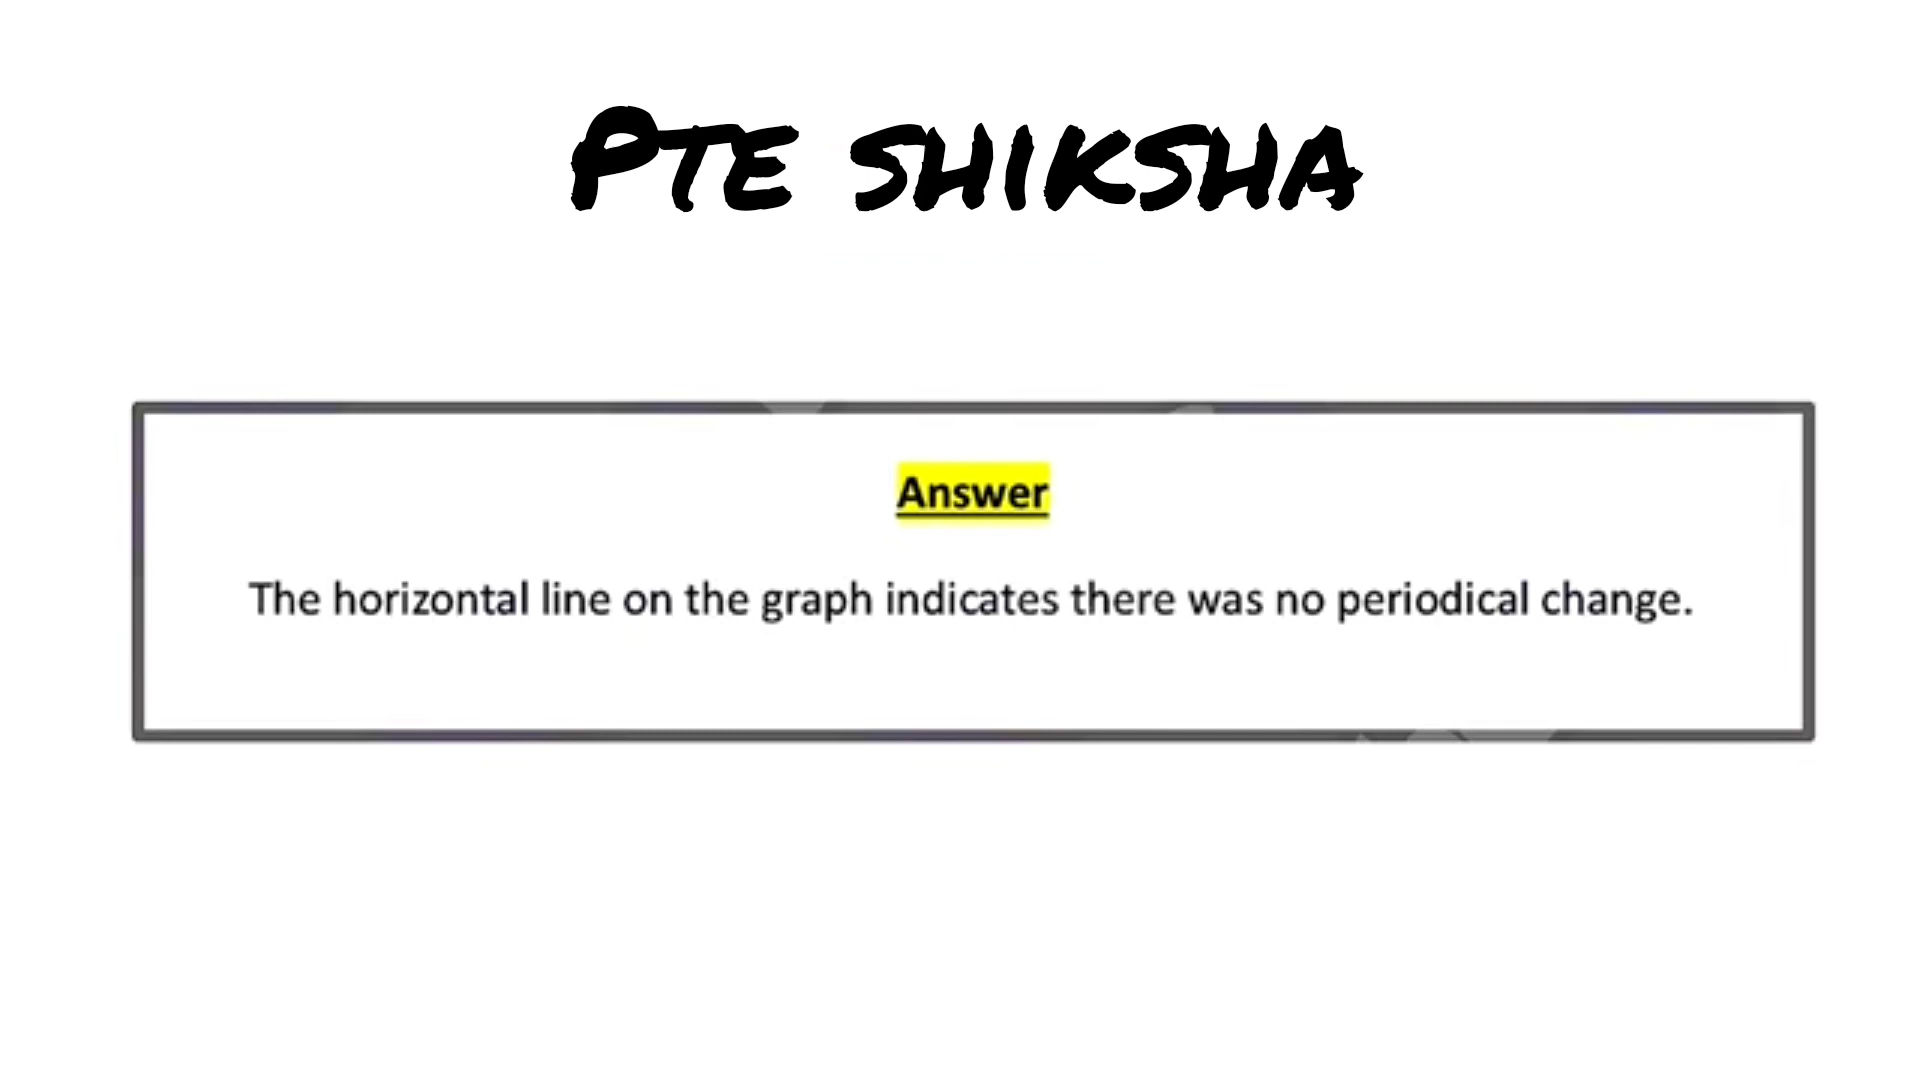 Pte shiksha
Answer
The horizontal line on the graph indicates there was no periodical change.